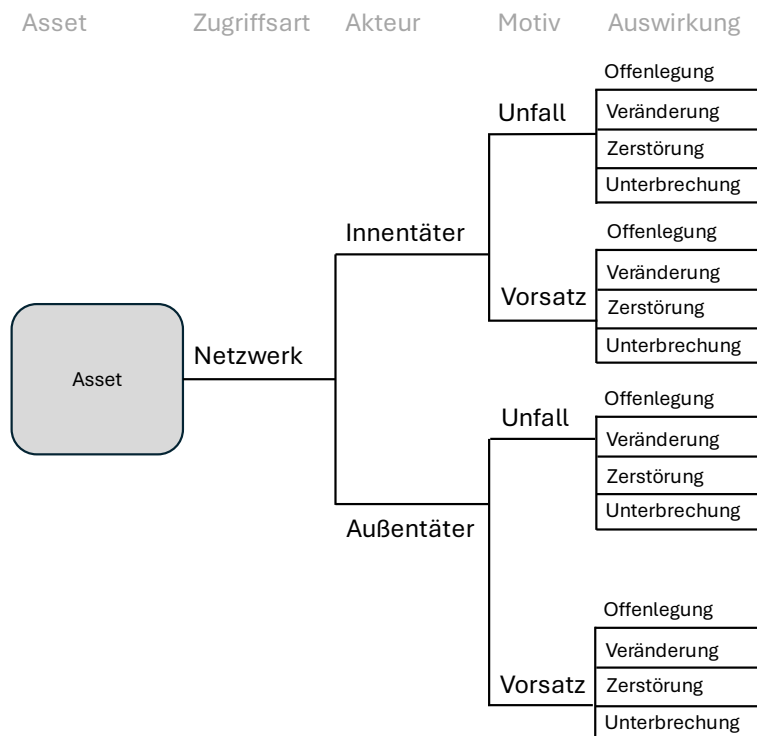 Asset Zugriffsart Akteur Motiv Auswirkung
Offenlegung
Unfall
Veränderung
Zerstörung
Unterbrechung
Innentäter
Offenlegung
Veränderung
Vorsatz
Zerstörung
Unterbrechung
Netzwerk
Asset
Offenlegung
Unfall
Veränderung
Zerstörung
Unterbrechung
Außentäter
Offenlegung
Veränderung
Vorsatz
Zerstörung
Unterbrechung